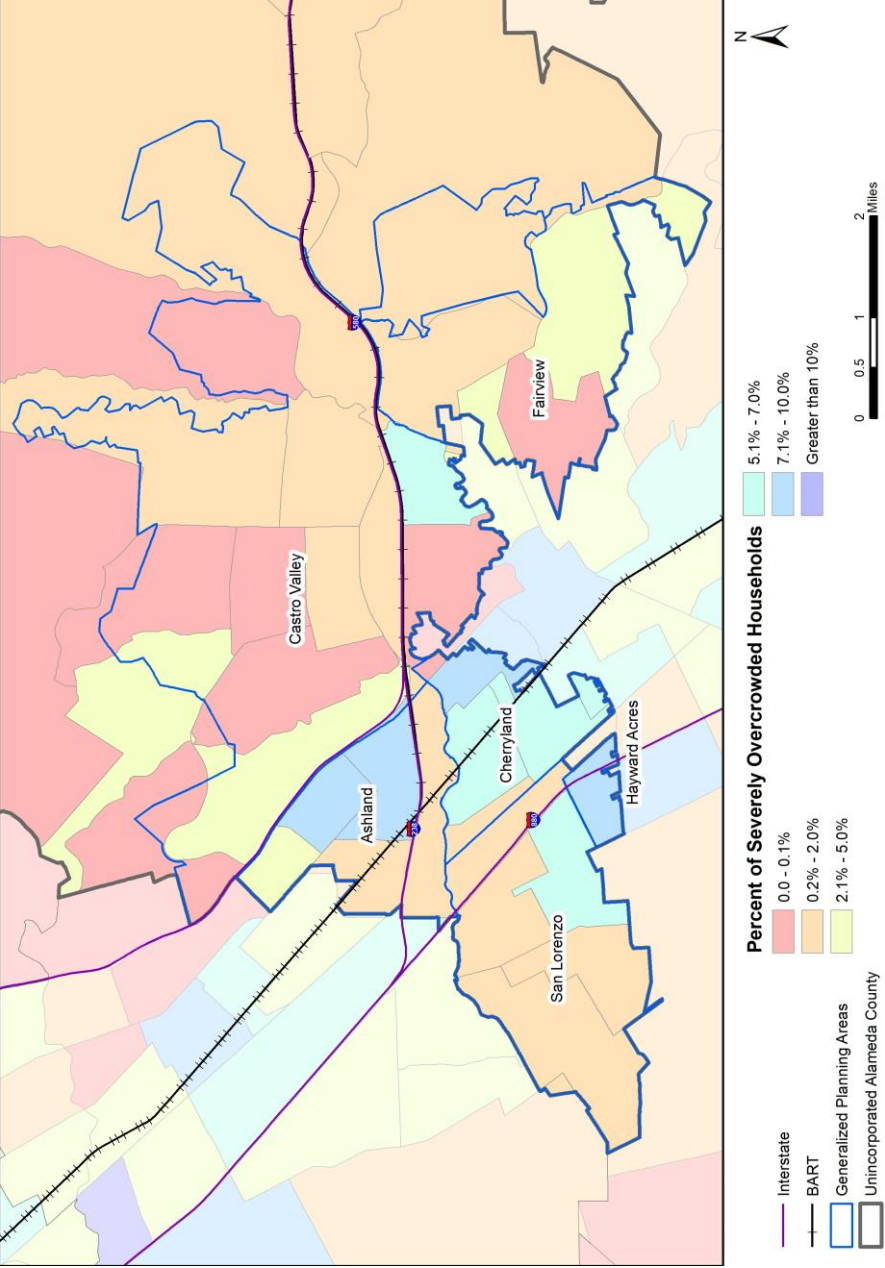 Castro Valley
580
Ashland
238
Cherryland
880
Fairview
San Lorenzo
Hayward Acres
N
Interstate
BART
Generalized Planning Areas
Unincorporated Alameda County
Percent of Severely Overcrowded Households
0.0 - 0.1%
0.2% - 2.0%
2.1% - 5.0%
5.1% - 7.0%
7.1% - 10.0%
Greater than 10%
0 0.5 1 2
Miles